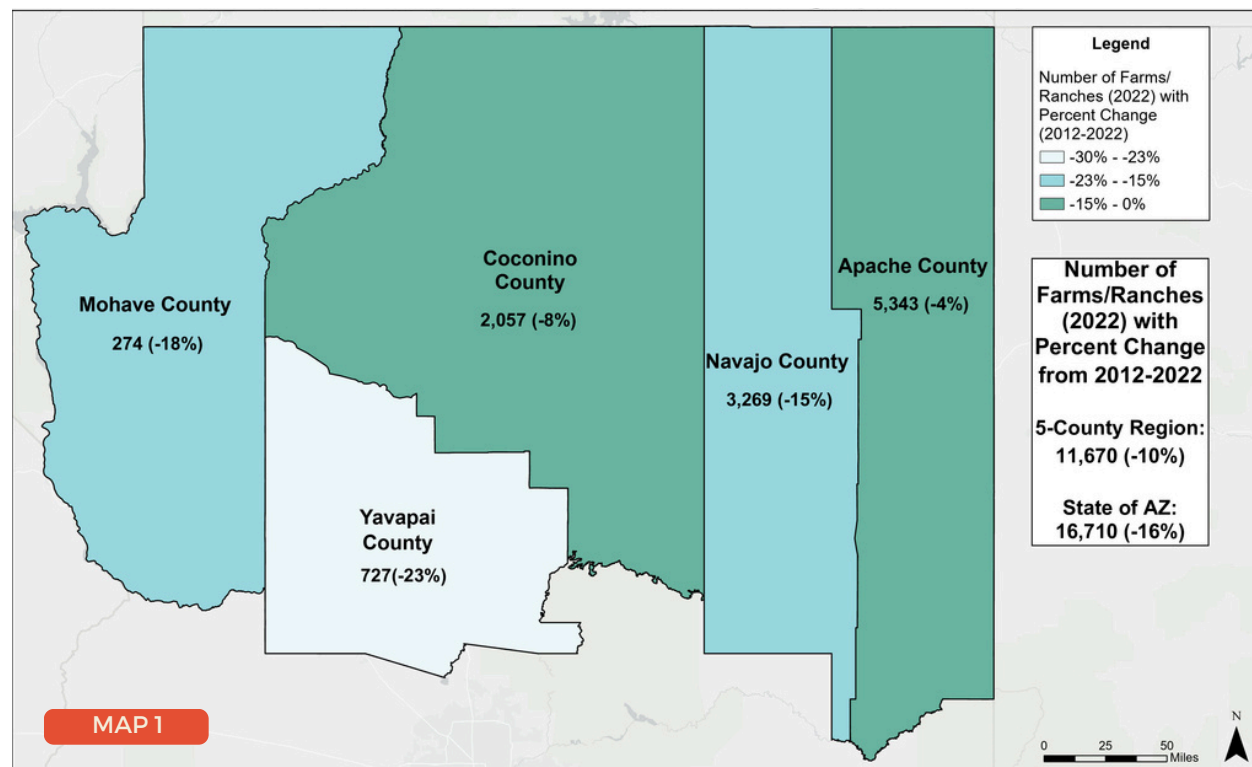 Mohave County
274 (-18%)
Coconino
County
2,057 (-8%)
Yavapai
County
727(-23%)
Navajo County
3,269 (-15%)
Apache County
5,343 (-4%)
Legend
Number of Farms/
Ranches (2022) with
Percent Change
(2012-2022)
-30% - -23%
-23% - -15%
-15% - 0%
Number of
Farms/Ranches
(2022) with
Percent Change
from 2012-2022
5-County Region:
11,670 (-10%)
State of AZ:
16,710 (-16%)
MAP 1
N
0 25 50
Miles